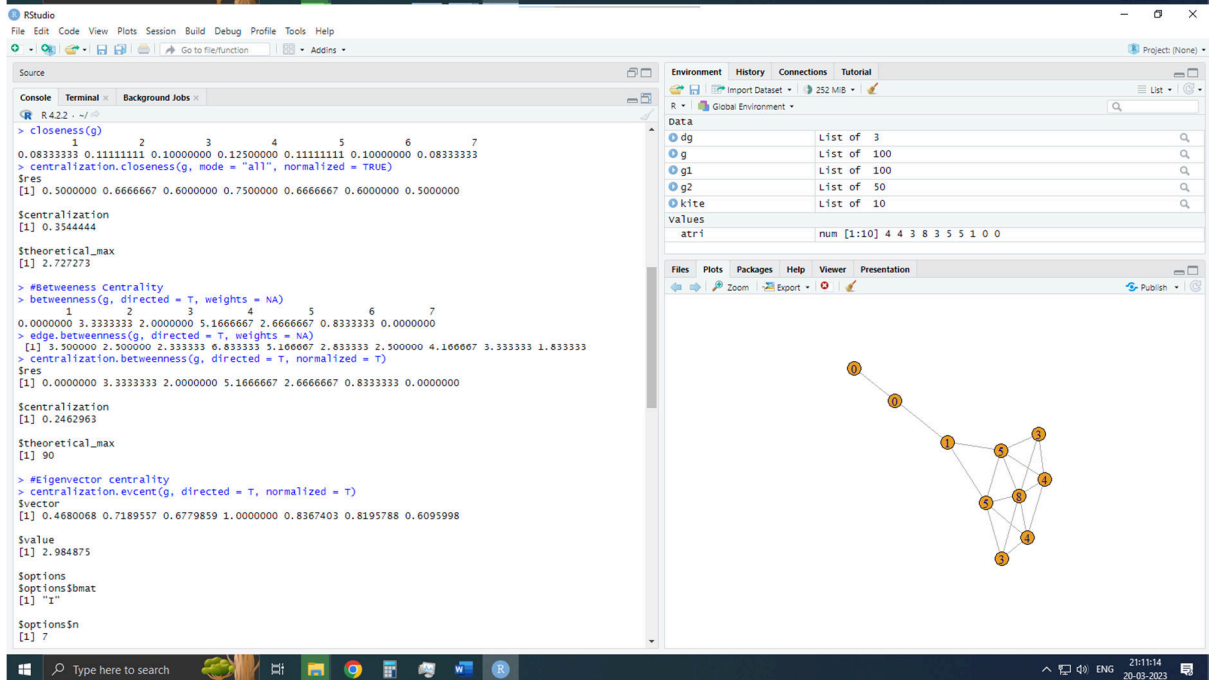 RStudio
File Edit Code View Plots Session Build Debug Profile Tools Help
Go to file/function Addins Project: (None)
Source
Console Terminal Background Jobs
R 4.2.2 . ~/
> closeness(g)
1 2 3 4 5 6 7
0.08333333 0.11111111 0.10000000 0.12500000 0.11111111 0.10000000 0.08333333
> centralization.closeness(g, mode = "all", normalized = TRUE)
$res
[1] 0.5000000 0.6666667 0.6000000 0.7500000 0.6666667 0.6000000 0.5000000
$centralization
[1] 0.3544444
$theoretical_max
[1] 2.727273
> #Betweeness Centrality
> betweenness(g, directed = T, weights = NA)
1 2 3 4 5 6 7
0.0000000 3.3333333 2.0000000 5.1666667 2.6666667 0.8333333 0.0000000
> edge.betweenness(g, directed = T, weights = NA)
[1] 3.500000 2.500000 2.333333 6.833333 5.166667 2.833333 2.500000 4.166667 3.333333 1.833333
> centralization.betweenness(g, directed = T, normalized = T)
$res
[1] 0.0000000 3.3333333 2.0000000 5.1666667 2.6666667 0.8333333 0.0000000
$centralization
[1] 0.2462963
$theoretical_max
[1] 90
> #Eigenvector centrality
> centralization.evcent(g, directed = T, normalized = T)
$vector
[1] 0.4680068 0.7189557 0.6779859 1.0000000 0.8367403 0.8195788 0.6095998
$value
[1] 2.984875
$options
$options$bmat
[1] "I"
$options$n
[1] 7
Environment History Connections Tutorial
Import Dataset 252 MiB List
R Global Environment
Data
dg List of 3
g List of 100
g1 List of 100
g2 List of 50
kite List of 10
Values
atri num [1:10] 4 4 3 8 3 5 5 1 0 0
Files Plots Packages Help Viewer Presentation
Zoom Export Publish
0
0
1
5
3
4
8
5
4
3
Type here to search
ENG
21:11:14
20-03-2023